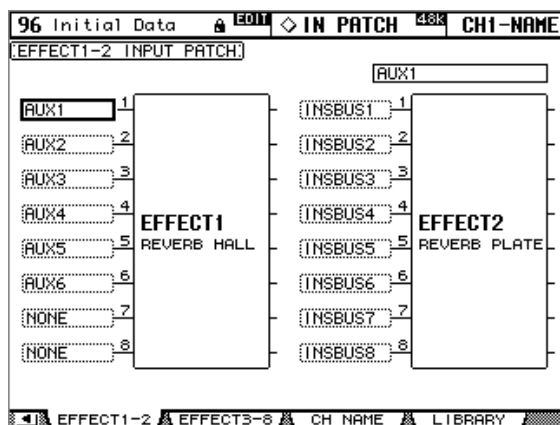 96 Initial Data EDIT IN PATCH 48K CH1-NAME
EFFECT1-2 INPUT PATCH
AUX1
AUX1 1 INSBUS1 1
AUX2 2 INSBUS2 2
AUX3 3 INSBUS3 3
AUX4 4 INSBUS4 4
EFFECT1 EFFECT2
AUX5 5 REVERB HALL INSBUS5 5 REVERB PLATE
AUX6 6 INSBUS6 6
NONE 7 INSBUS7 7
NONE 8 INSBUS8 8
EFFECT1-2 EFFECT3-8 CH NAME LIBRARY